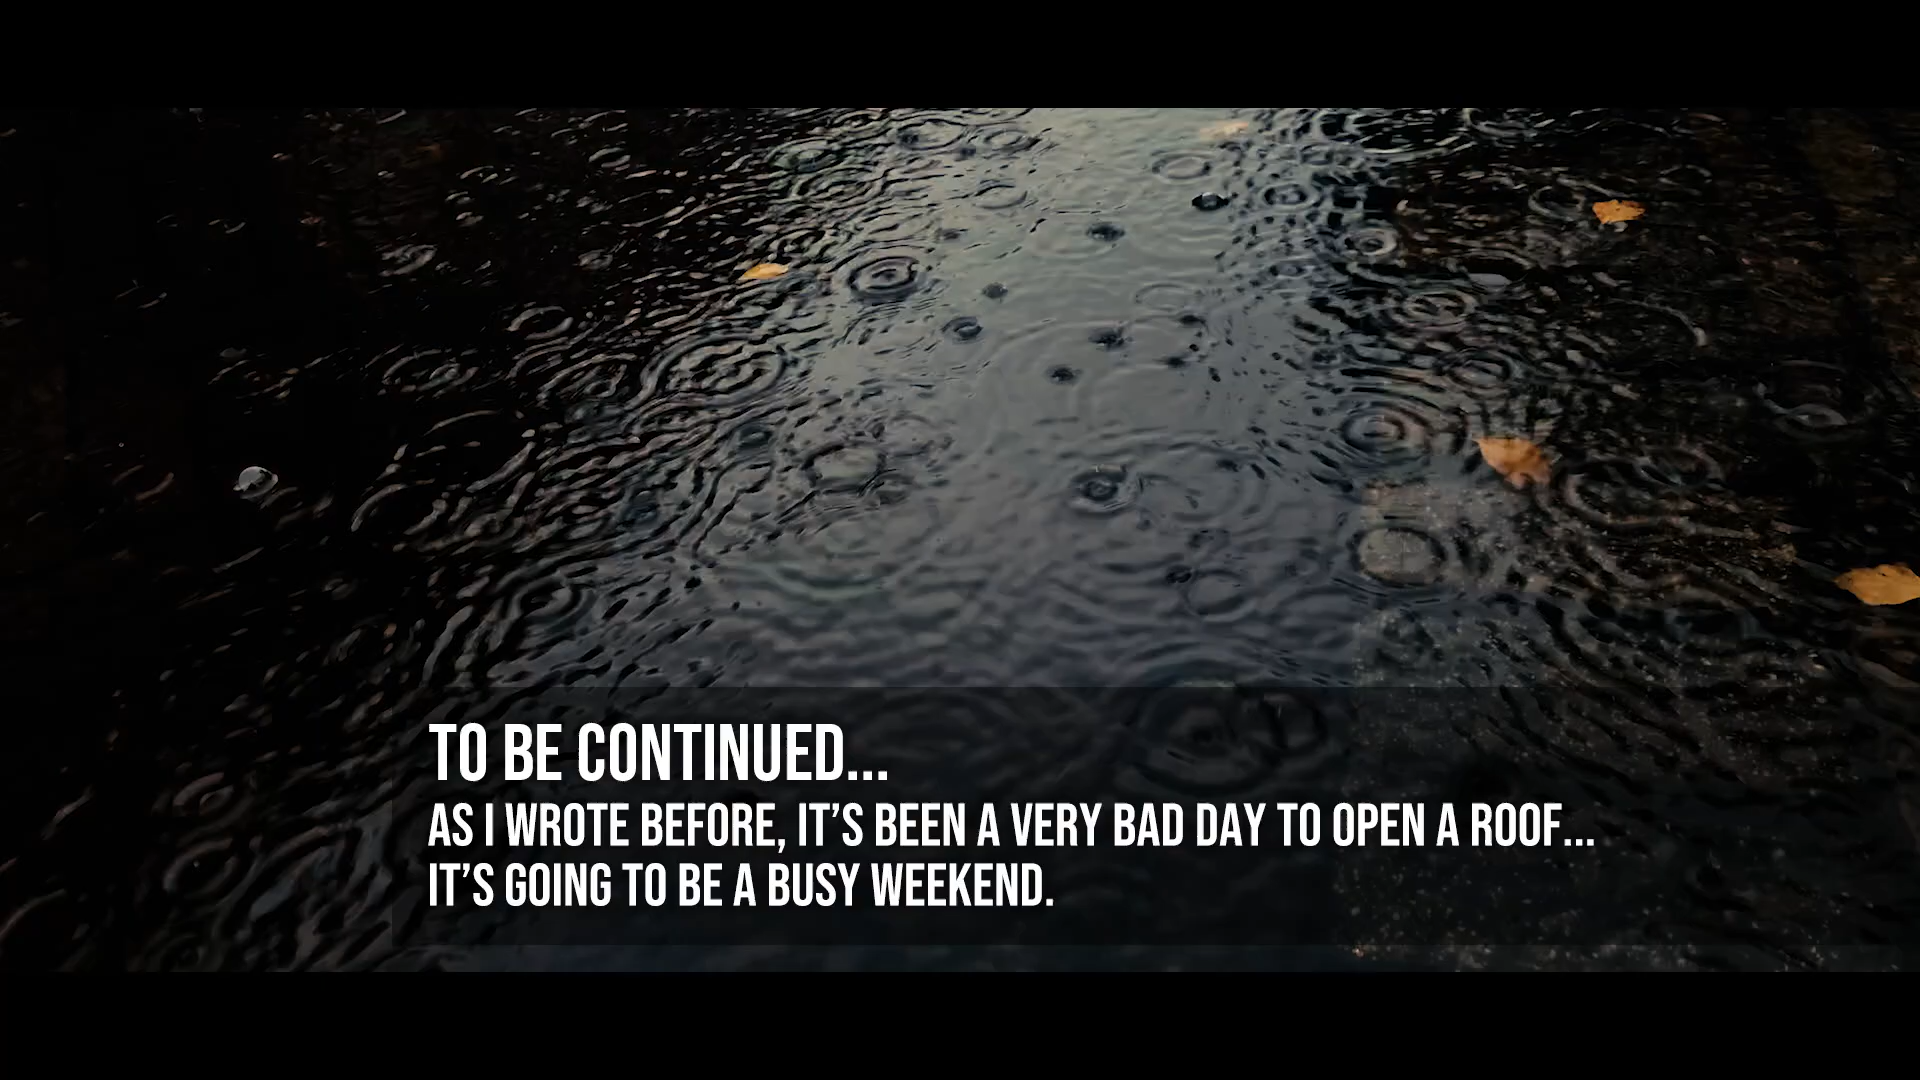 TO BE CONTINUED...
AS I WROTE BEFORE, IT’S BEEN A VERY BAD DAY TO OPEN A ROOF...
IT’S GOING TO BE A BUSY WEEKEND.